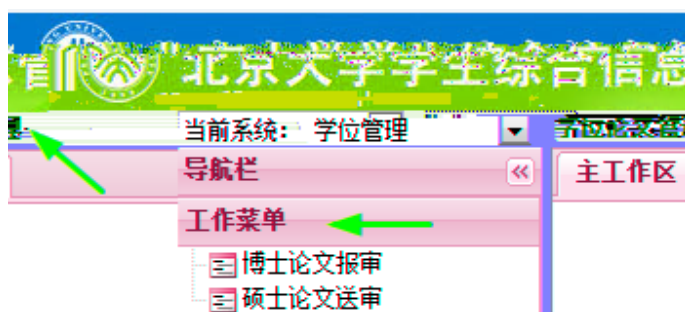 北京大学学生综合信息
当前系统： 学位管理
导航栏
主工作区
工作菜单
博士论文报审
硕士论文送审